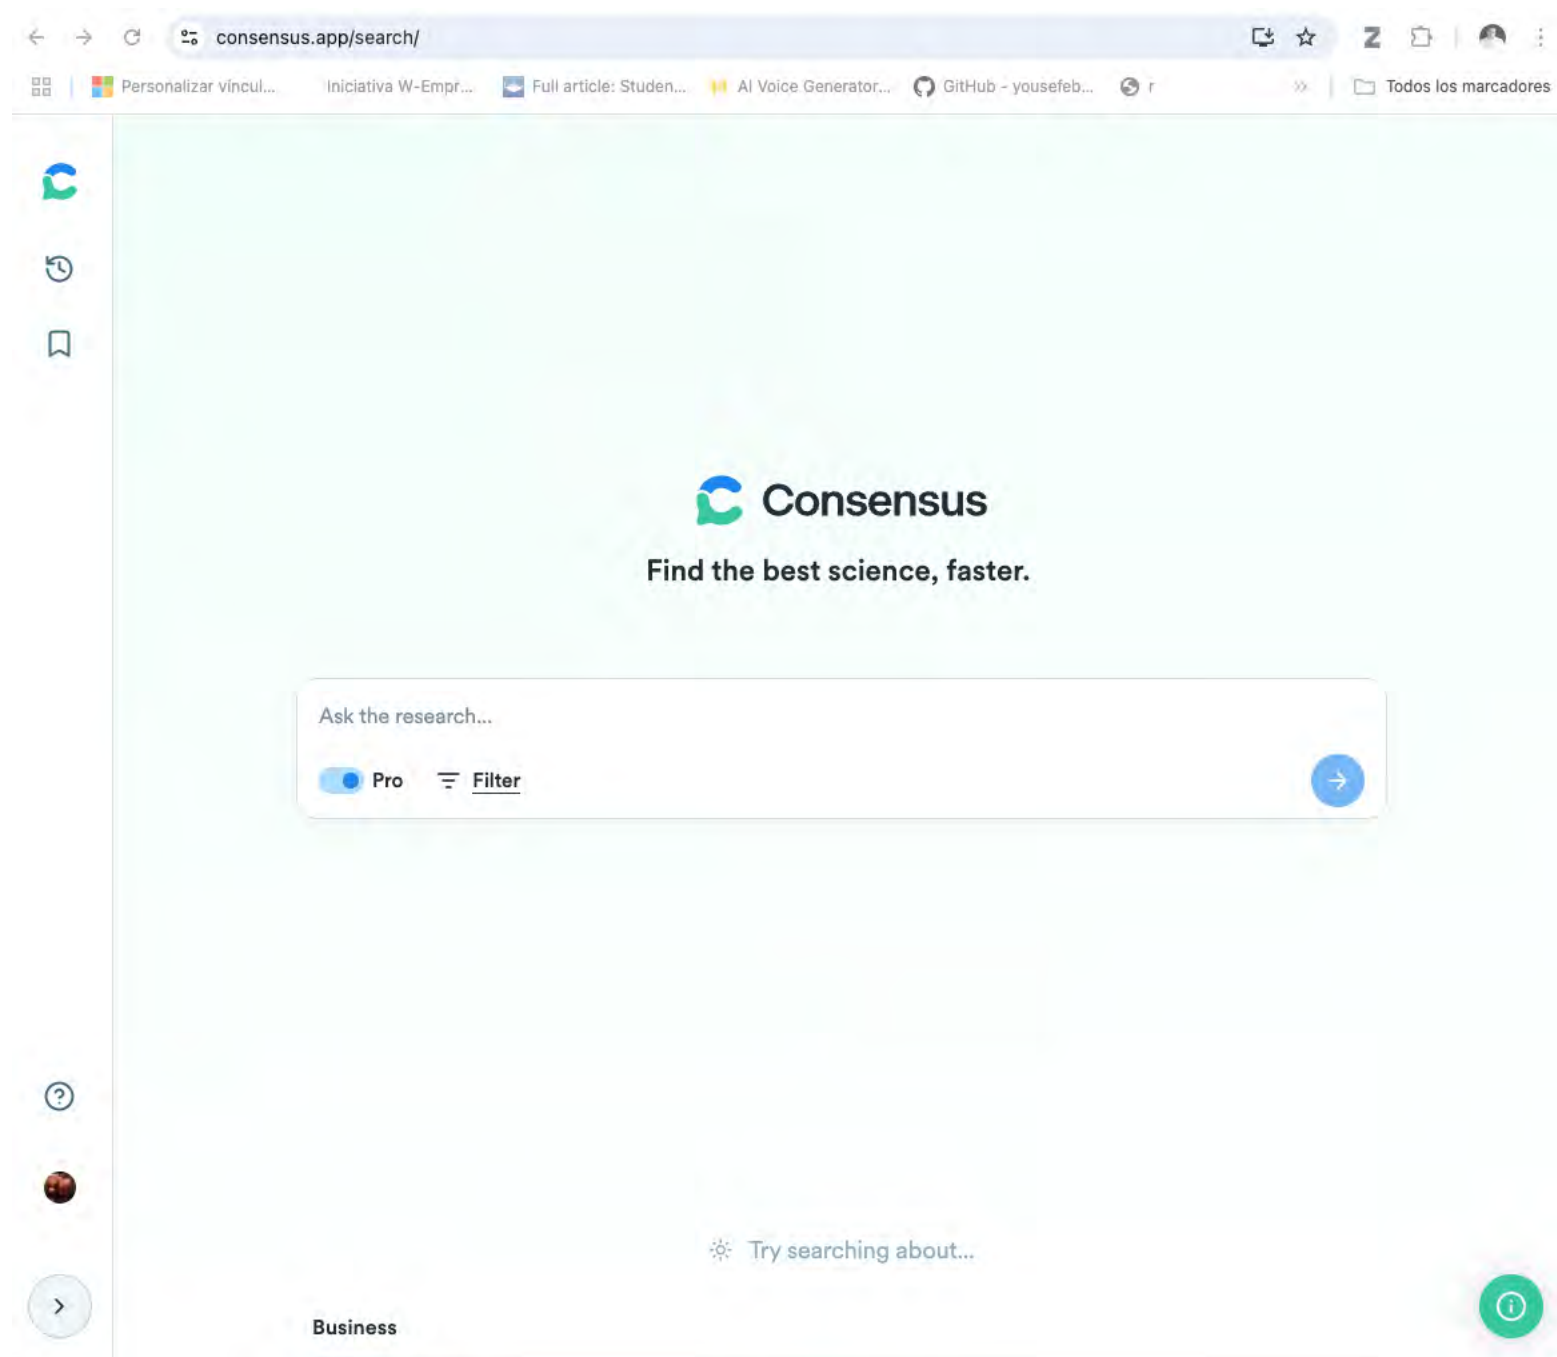 consensus.app/search/
Personalizar víncul... Iniciativa W-Empr... Full article: Studen... AI Voice Generator... GitHub - yousefeb... r Todos los marcadores
Consensus
Find the best science, faster.
Ask the research...
Pro Filter
Try searching about...
Business